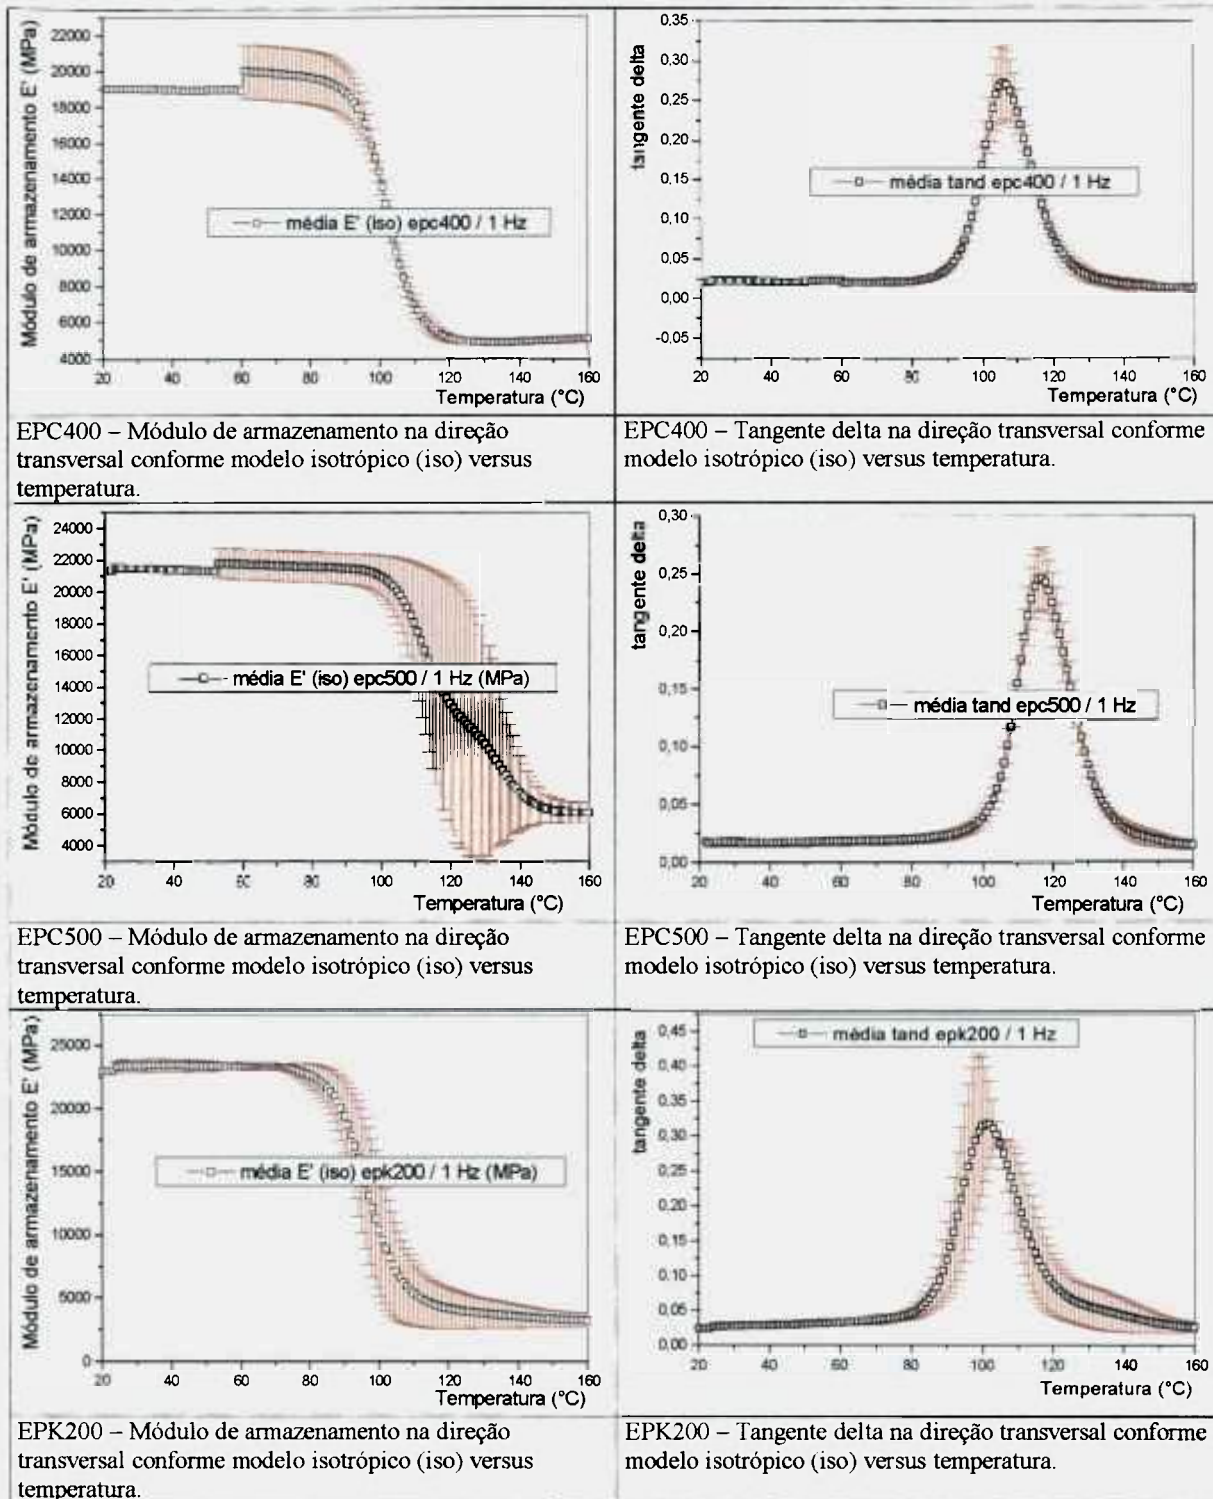 Módulo de armazenamento E' (MPa)
22000
20000
18000
16000
14000
12000
10000
8000
6000
4000
média E' (iso) epc400 / 1 Hz
20 40 60 80 100 120 140 160
Temperatura (°C)
tangente delta
0,35
0,30
0,25
0,20
0,15
0,10
0,05
0,00
-0,05
média tand epc400 / 1 Hz
20 40 60 80 100 120 140 160
Temperatura (°C)
EPC400 – Módulo de armazenamento na direção
transversal conforme modelo isotrópico (iso) versus
temperatura.
EPC400 – Tangente delta na direção transversal conforme
modelo isotrópico (iso) versus temperatura.
Módulo de armazenamento E' (MPa)
24000
22000
20000
18000
16000
14000
12000
10000
8000
6000
4000
média E' (iso) epc500 / 1 Hz (MPa)
20 40 60 80 100 120 140 160
Temperatura (°C)
tangente delta
0,30
0,25
0,20
0,15
0,10
0,05
0,00
média tand epc500 / 1 Hz
20 40 60 80 100 120 140 160
Temperatura (°C)
EPC500 – Módulo de armazenamento na direção
transversal conforme modelo isotrópico (iso) versus
temperatura.
EPC500 – Tangente delta na direção transversal conforme
modelo isotrópico (iso) versus temperatura.
Módulo de armazenamento E' (MPa)
25000
20000
15000
10000
5000
0
média E' (iso) epk200 / 1 Hz (MPa)
20 40 60 80 100 120 140 160
Temperatura (°C)
tangente delta
0,45
0,40
0,35
0,30
0,25
0,20
0,15
0,10
0,05
0,00
média tand epk200 / 1 Hz
20 40 60 80 100 120 140 160
Temperatura (°C)
EPK200 – Módulo de armazenamento na direção
transversal conforme modelo isotrópico (iso) versus
temperatura.
EPK200 – Tangente delta na direção transversal conforme
modelo isotrópico (iso) versus temperatura.